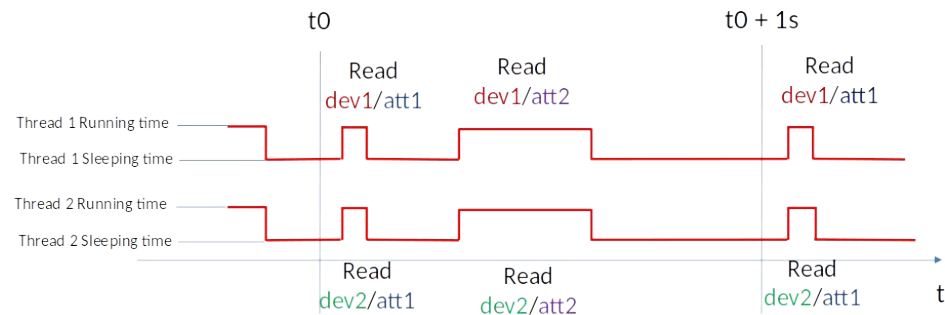 t0
t0 + 1s
Read
dev1/att1
Read
dev1/att2
Read
dev1/att1
Thread 1 Running time
Thread 1 Sleeping time
Thread 2 Running time
Thread 2 Sleeping time
Read
dev2/att1
Read
dev2/att2
Read
dev2/att1
t